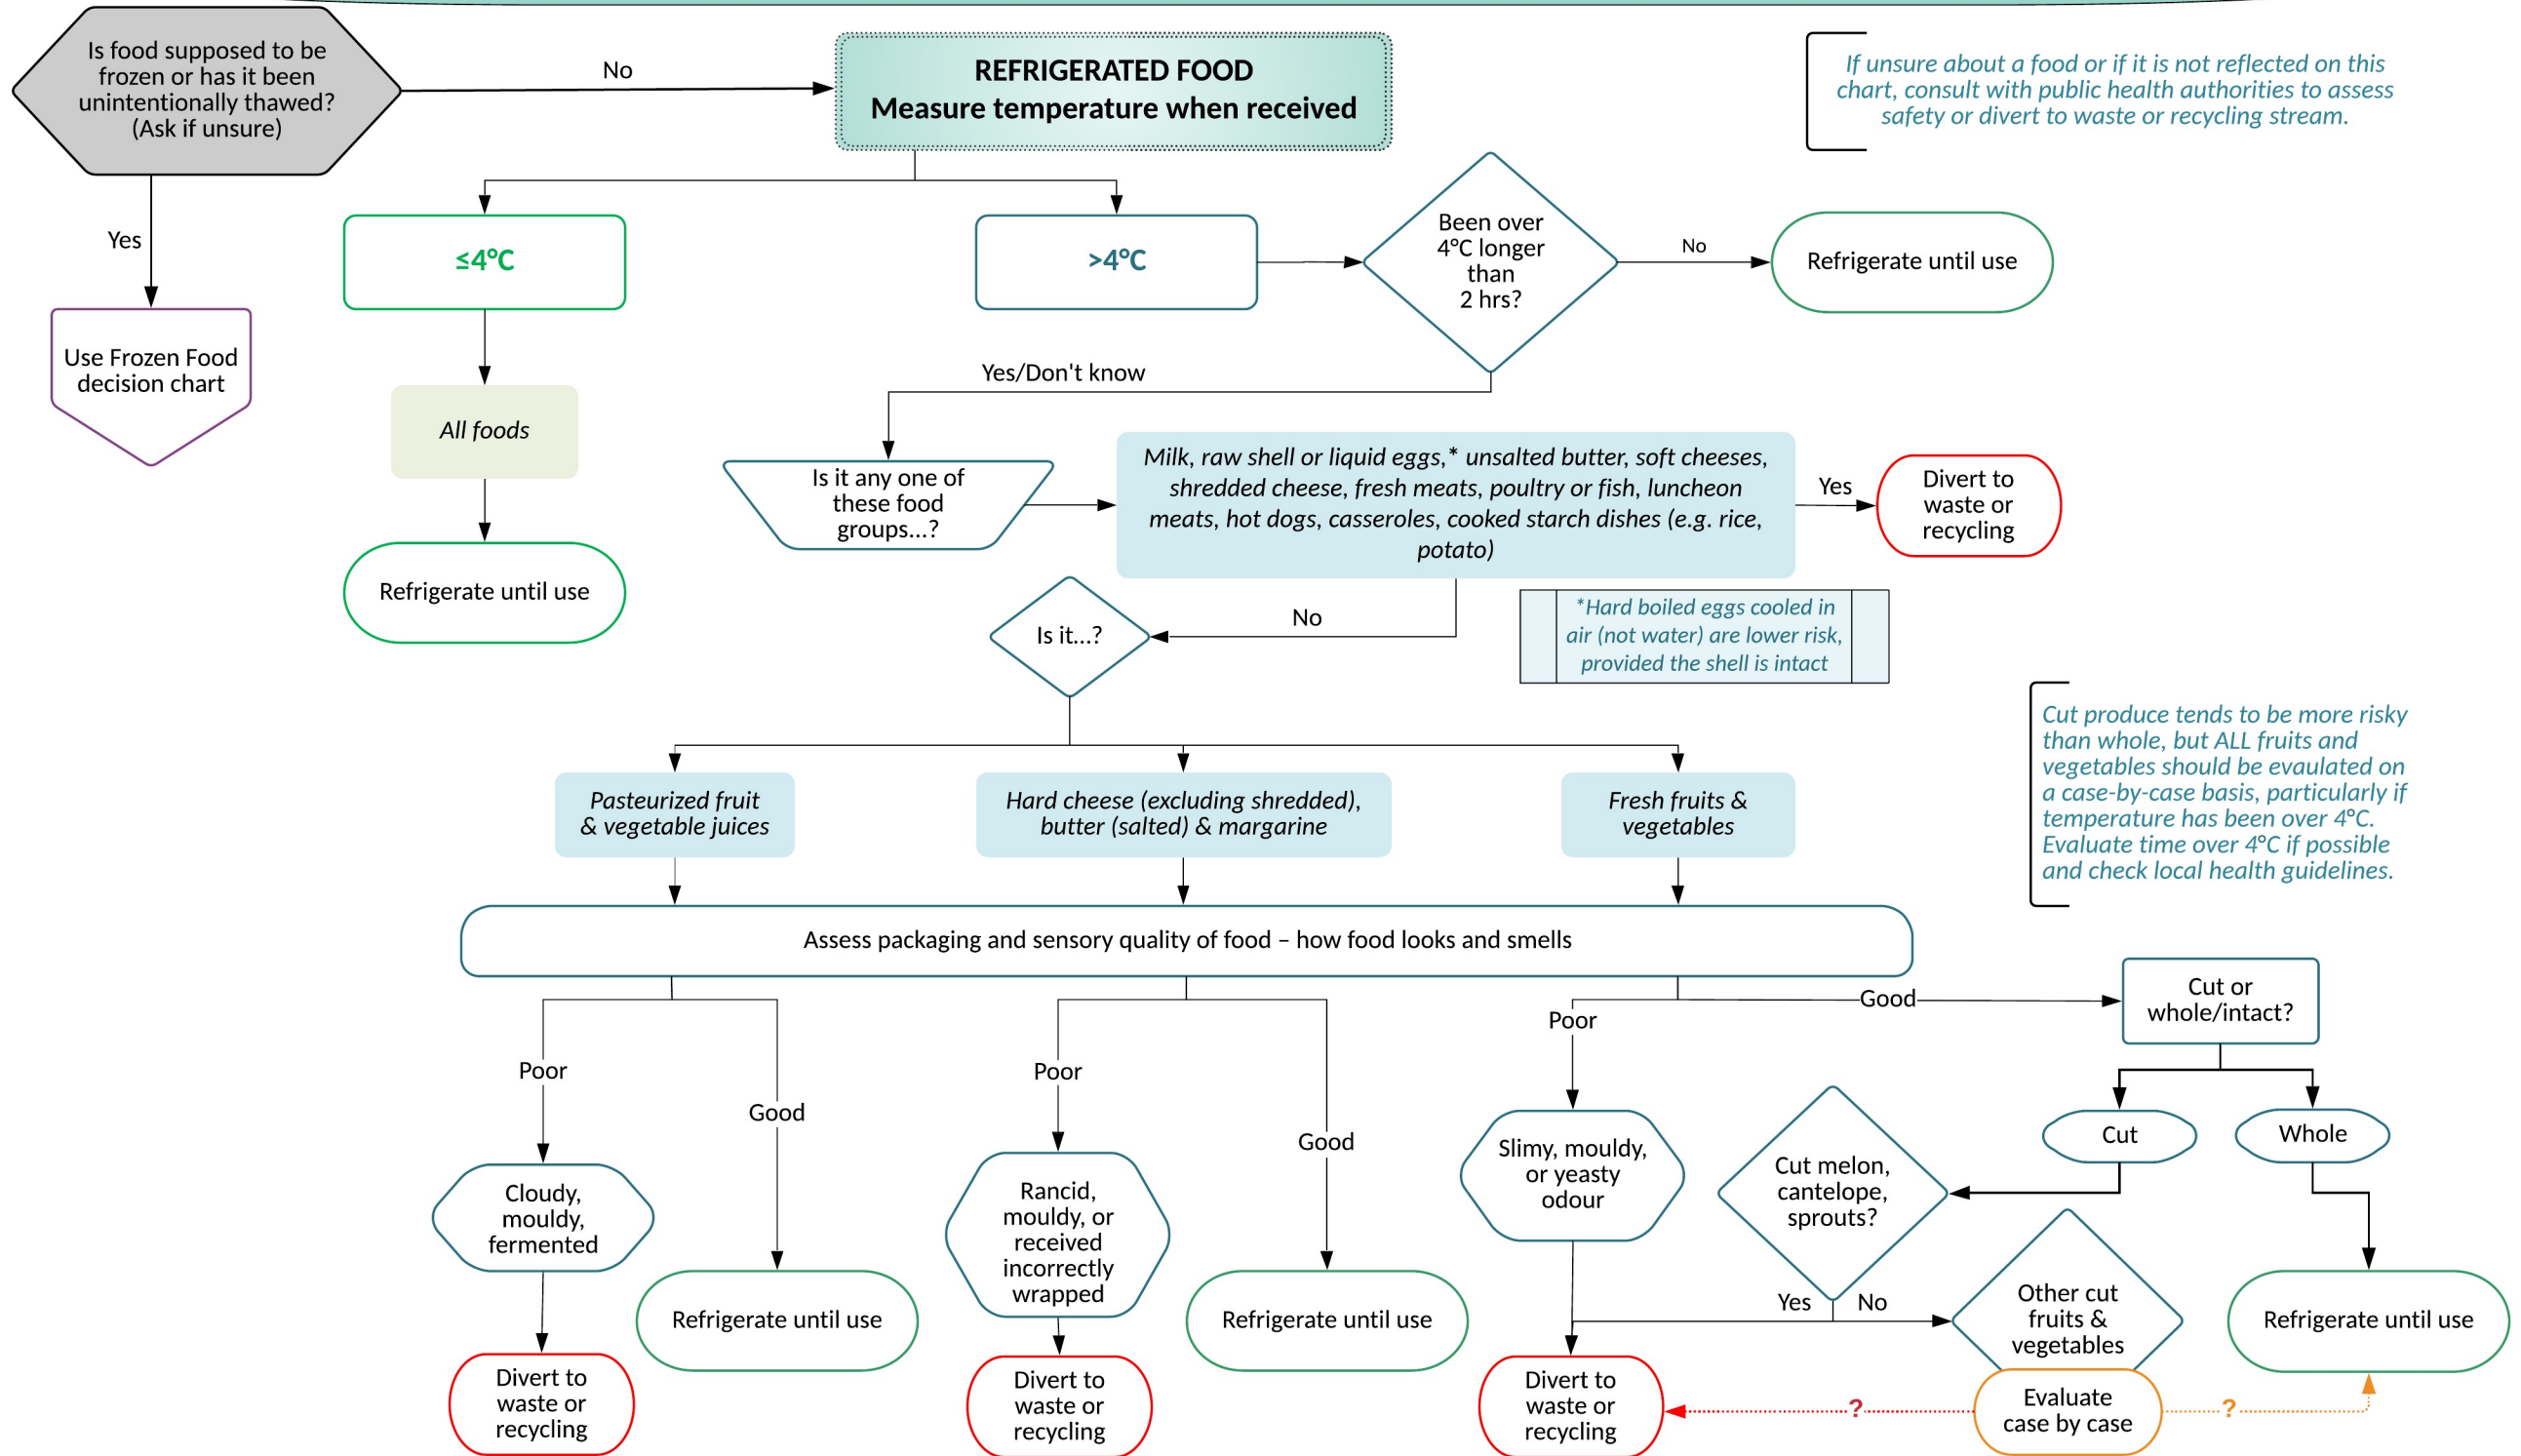 Is food supposed to be
frozen or has it been
unintentionally thawed?
(Ask if unsure)
No
REFRIGERATED FOOD
Measure temperature when received
If unsure about a food or if it is not reflected on this
chart, consult with public health authorities to assess
safety or divert to waste or recycling stream.
Yes
Use Frozen Food
decision chart
≤4°C
>4°C
Been over
4°C longer
than
2 hrs?
No
Refrigerate until use
Yes/Don't know
All foods
Refrigerate until use
Is it any one of
these food
groups...?
Milk, raw shell or liquid eggs,* unsalted butter, soft cheeses,
shredded cheese, fresh meats, poultry or fish, luncheon
meats, hot dogs, casseroles, cooked starch dishes (e.g. rice,
potato)
Yes
Divert to
waste or
recycling
No
Is it...?
*Hard boiled eggs cooled in
air (not water) are lower risk,
provided the shell is intact
Cut produce tends to be more risky
than whole, but ALL fruits and
vegetables should be evaulated on
a case-by-case basis, particularly if
temperature has been over 4°C.
Evaluate time over 4°C if possible
and check local health guidelines.
Pasteurized fruit
& vegetable juices
Hard cheese (excluding shredded),
butter (salted) & margarine
Fresh fruits &
vegetables
Assess packaging and sensory quality of food – how food looks and smells
Poor
Good
Cloudy,
mouldy,
fermented
Refrigerate until use
Divert to
waste or
recycling
Poor
Good
Rancid,
mouldy, or
received
incorrectly
wrapped
Refrigerate until use
Divert to
waste or
recycling
Poor
Good
Slimy, mouldy,
or yeasty
odour
Cut or
whole/intact?
Cut
Whole
Cut melon,
cantelope,
sprouts?
Yes
No
Other cut
fruits &
vegetables
Refrigerate until use
Divert to
waste or
recycling
?
Evaluate
case by case
?